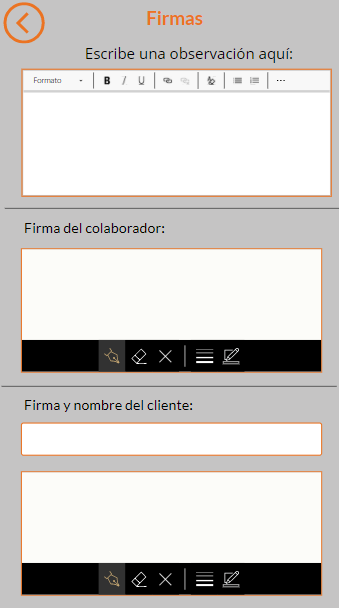 Firmas
Escribe una observación aquí:
Formato B I U ...
Firma del colaborador:
Firma y nombre del cliente: